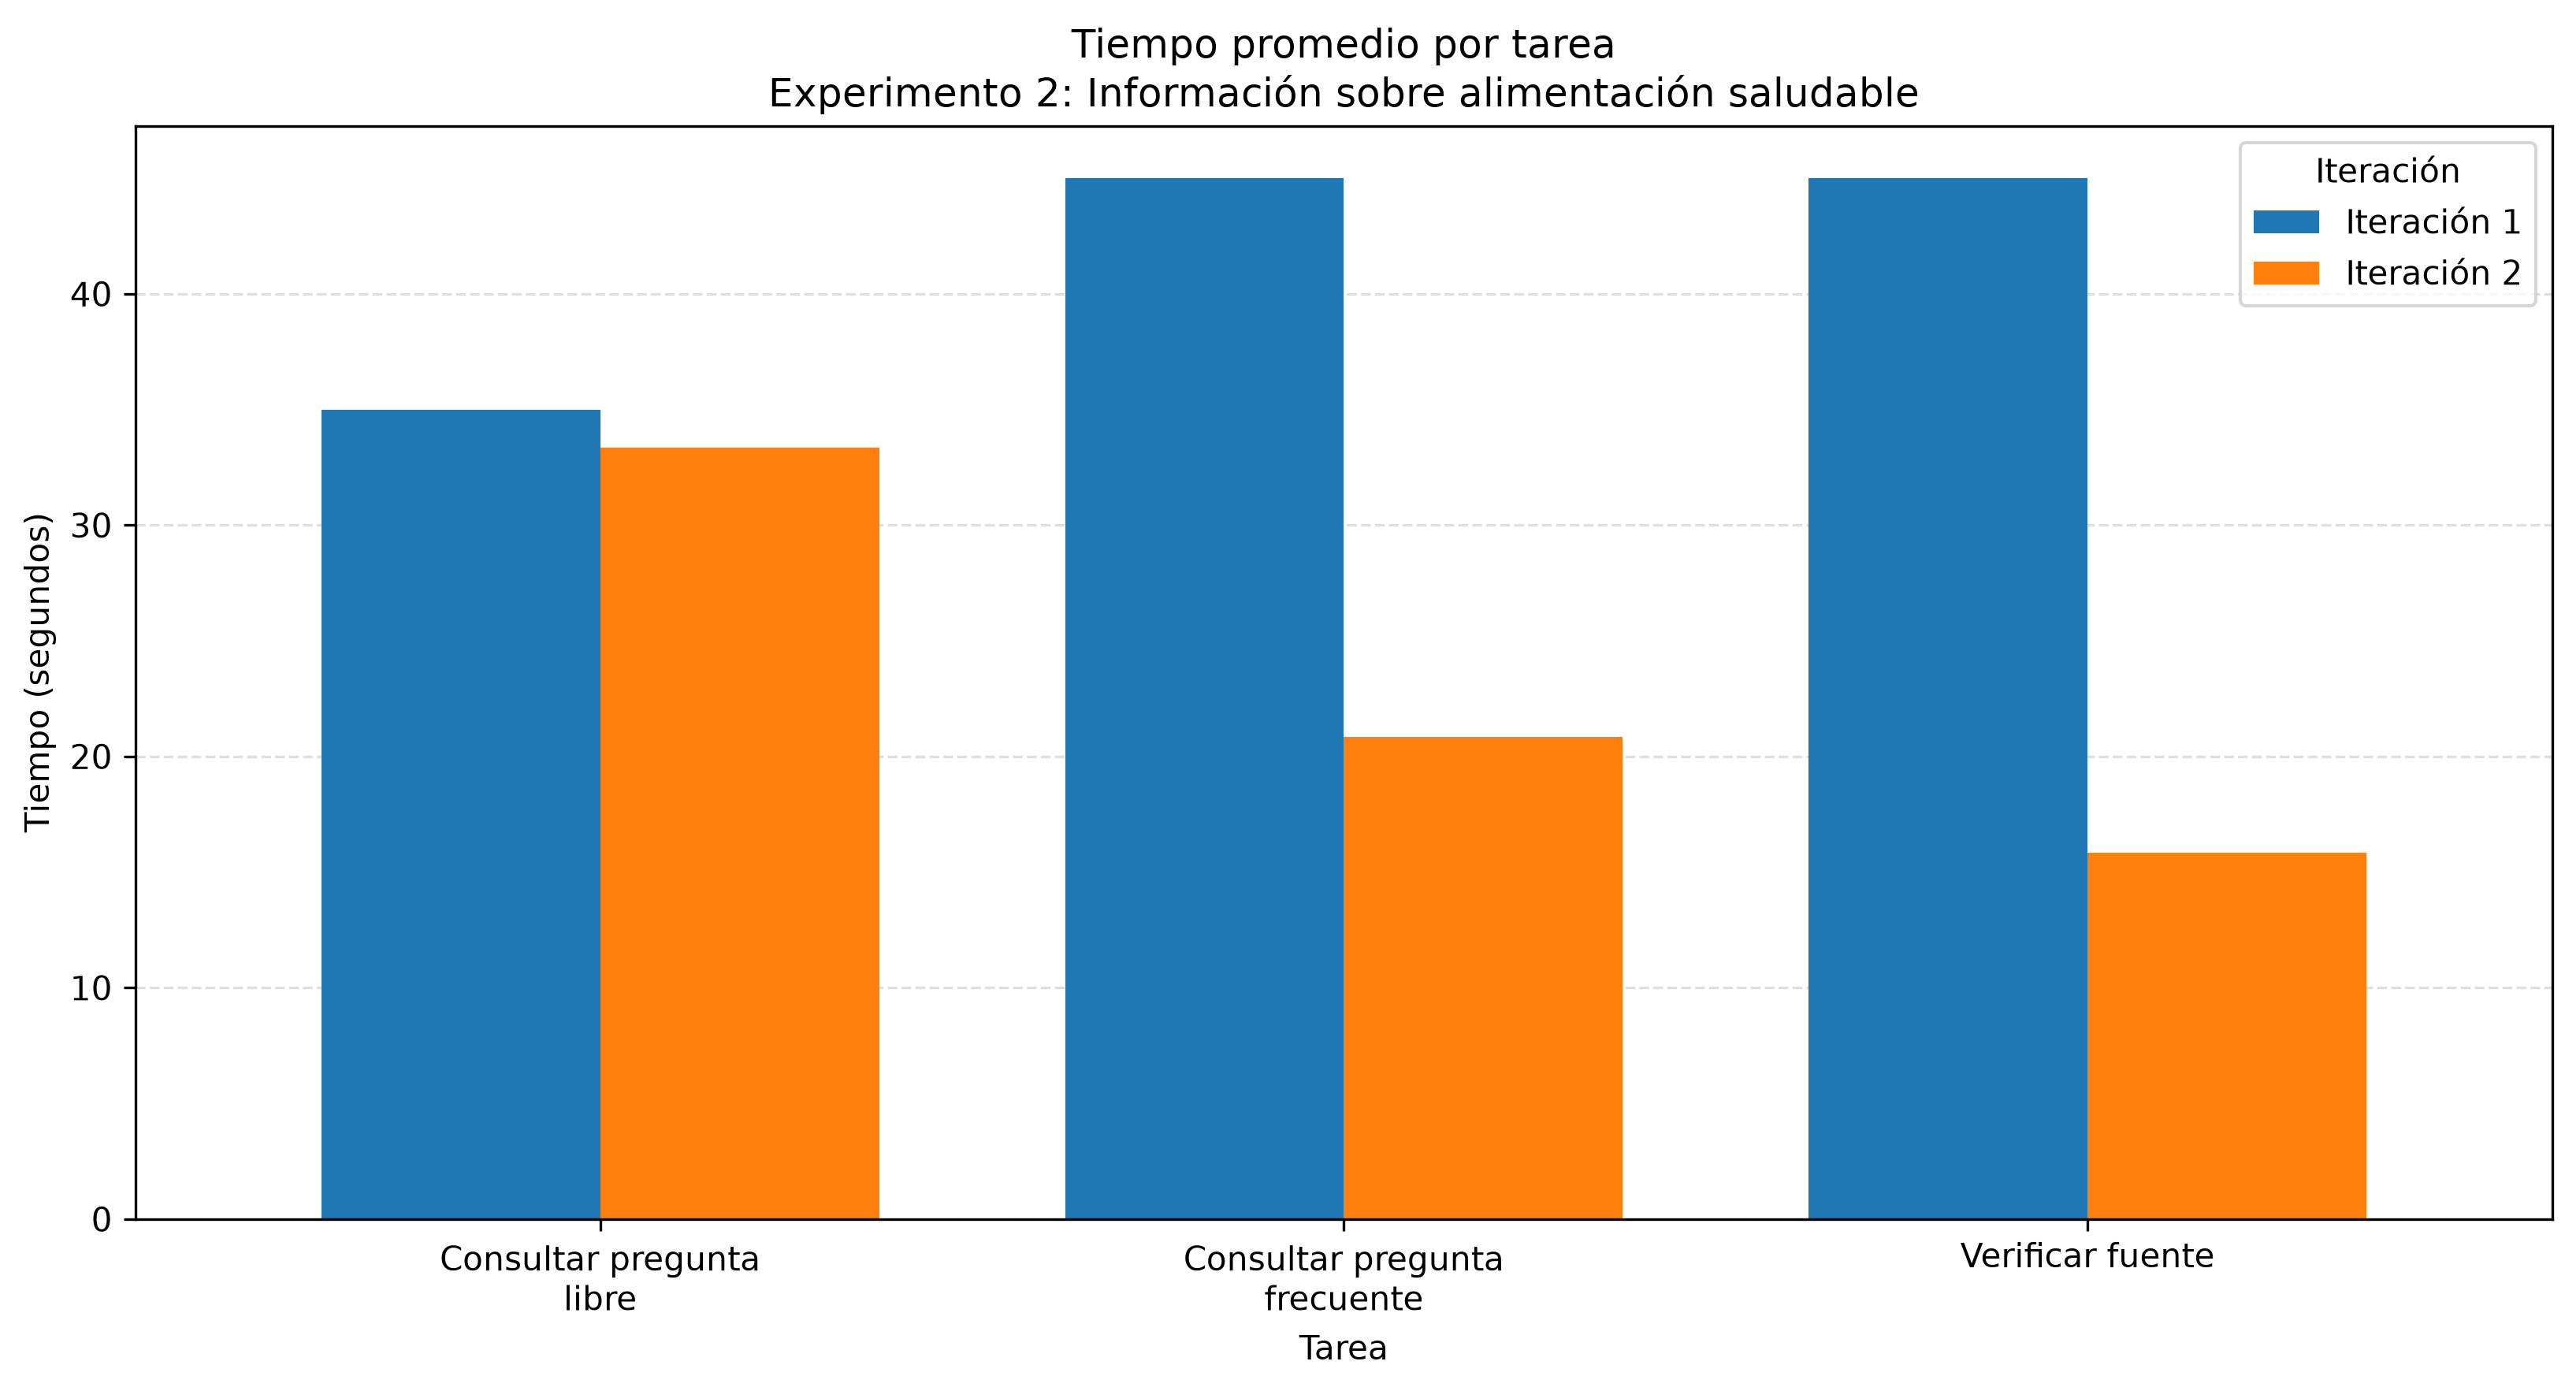 Tiempo promedio por tarea
Experimento 2: Información sobre alimentación saludable
Iteración
Iteración 1
Iteración 2
Tiempo (segundos)
40
30
20
10
0
Consultar pregunta
libre
Consultar pregunta
frecuente
Verificar fuente
Tarea